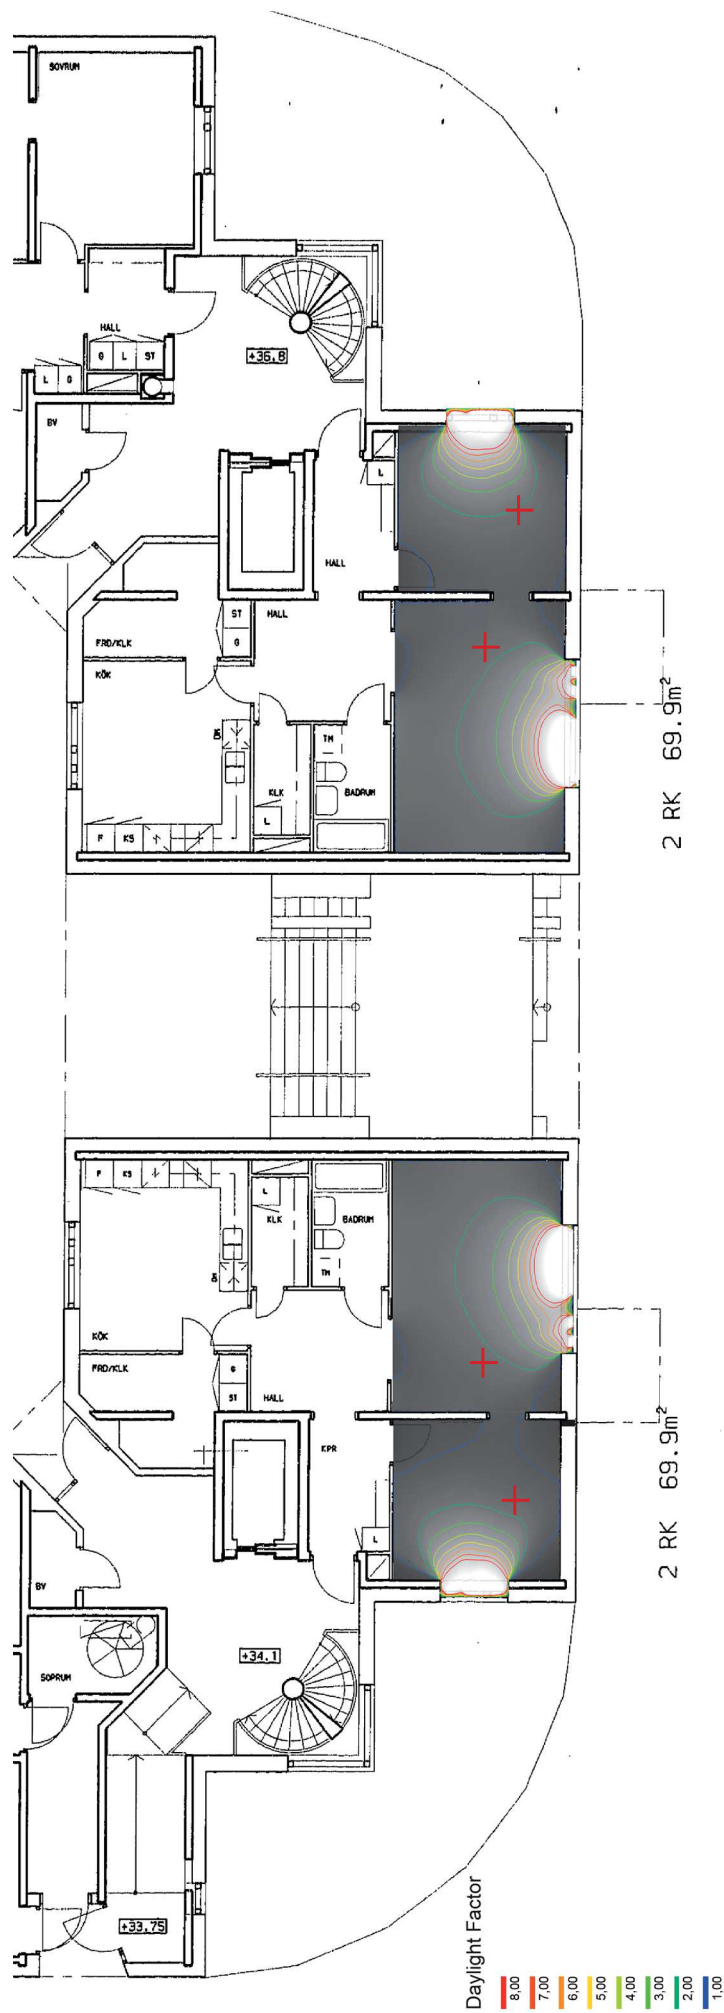 SOVRUM
HALL
G L ST
L G
BV
+36.8
L
HALL
ST
HALL
G
FRD/KLK
KÖK
DM
TM
KLK
BADRUM
L
F KS
2 RK 69.9m²
F KS
L
KLK
BADRUM
TM
DM
KÖK
FRD/KLK
G
ST
HALL
KPR
L
2 RK 69.9m²
BV
SOPRUM
+34.1
+33.75
Daylight Factor
8,00
7,00
6,00
5,00
4,00
3,00
2,00
1,00